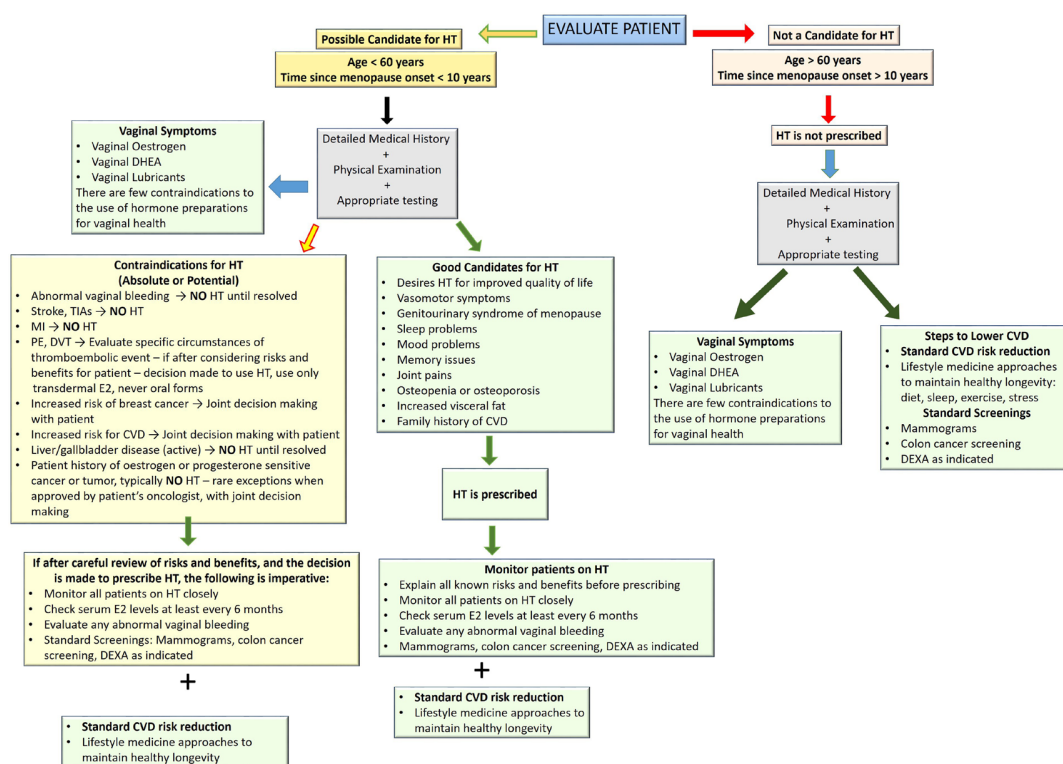 EVALUATE PATIENT
Possible Candidate for HT
Age < 60 years
Time since menopause onset < 10 years
Not a Candidate for HT
Age > 60 years
Time since menopause onset > 10 years
HT is not prescribed
Vaginal Symptoms
• Vaginal Oestrogen
• Vaginal DHEA
• Vaginal Lubricants
There are few contraindications to
the use of hormone preparations
for vaginal health
Detailed Medical History
+
Physical Examination
+
Appropriate testing
Detailed Medical History
+
Physical Examination
+
Appropriate testing
Contraindications for HT
(Absolute or Potential)
• Abnormal vaginal bleeding → NO HT until resolved
• Stroke, TIAs → NO HT
• MI → NO HT
• PE, DVT → Evaluate specific circumstances of
thromboembolic event – if after considering risks and
benefits for patient – decision made to use HT, use only
transdermal E2, never oral forms
• Increased risk of breast cancer → Joint decision making
with patient
• Increased risk for CVD → Joint decision making with patient
• Liver/gallbladder disease (active) → NO HT until resolved
• Patient history of oestrogen or progesterone sensitive
cancer or tumor, typically NO HT – rare exceptions when
approved by patient's oncologist, with joint decision
making
Good Candidates for HT
• Desires HT for improved quality of life
• Vasomotor symptoms
• Genitourinary syndrome of menopause
• Sleep problems
• Mood problems
• Memory issues
• Joint pains
• Osteopenia or osteoporosis
• Increased visceral fat
• Family history of CVD
Vaginal Symptoms
• Vaginal Oestrogen
• Vaginal DHEA
• Vaginal Lubricants
There are few contraindications to
the use of hormone preparations
for vaginal health
Steps to Lower CVD
• Standard CVD risk reduction
• Lifestyle medicine approaches
to maintain healthy longevity:
diet, sleep, exercise, stress
Standard Screenings
• Mammograms
• Colon cancer screening
• DEXA as indicated
HT is prescribed
If after careful review of risks and benefits, and the decision
is made to prescribe HT, the following is imperative:
• Monitor all patients on HT closely
• Check serum E2 levels at least every 6 months
• Evaluate any abnormal vaginal bleeding
• Standard Screenings: Mammograms, colon cancer
screening, DEXA as indicated
+
• Standard CVD risk reduction
• Lifestyle medicine approaches to
maintain healthy longevity
Monitor patients on HT
• Explain all known risks and benefits before prescribing
• Monitor all patients on HT closely
• Check serum E2 levels at least every 6 months
• Evaluate any abnormal vaginal bleeding
• Mammograms, colon cancer screening, DEXA as indicated
+
• Standard CVD risk reduction
• Lifestyle medicine approaches to
maintain healthy longevity